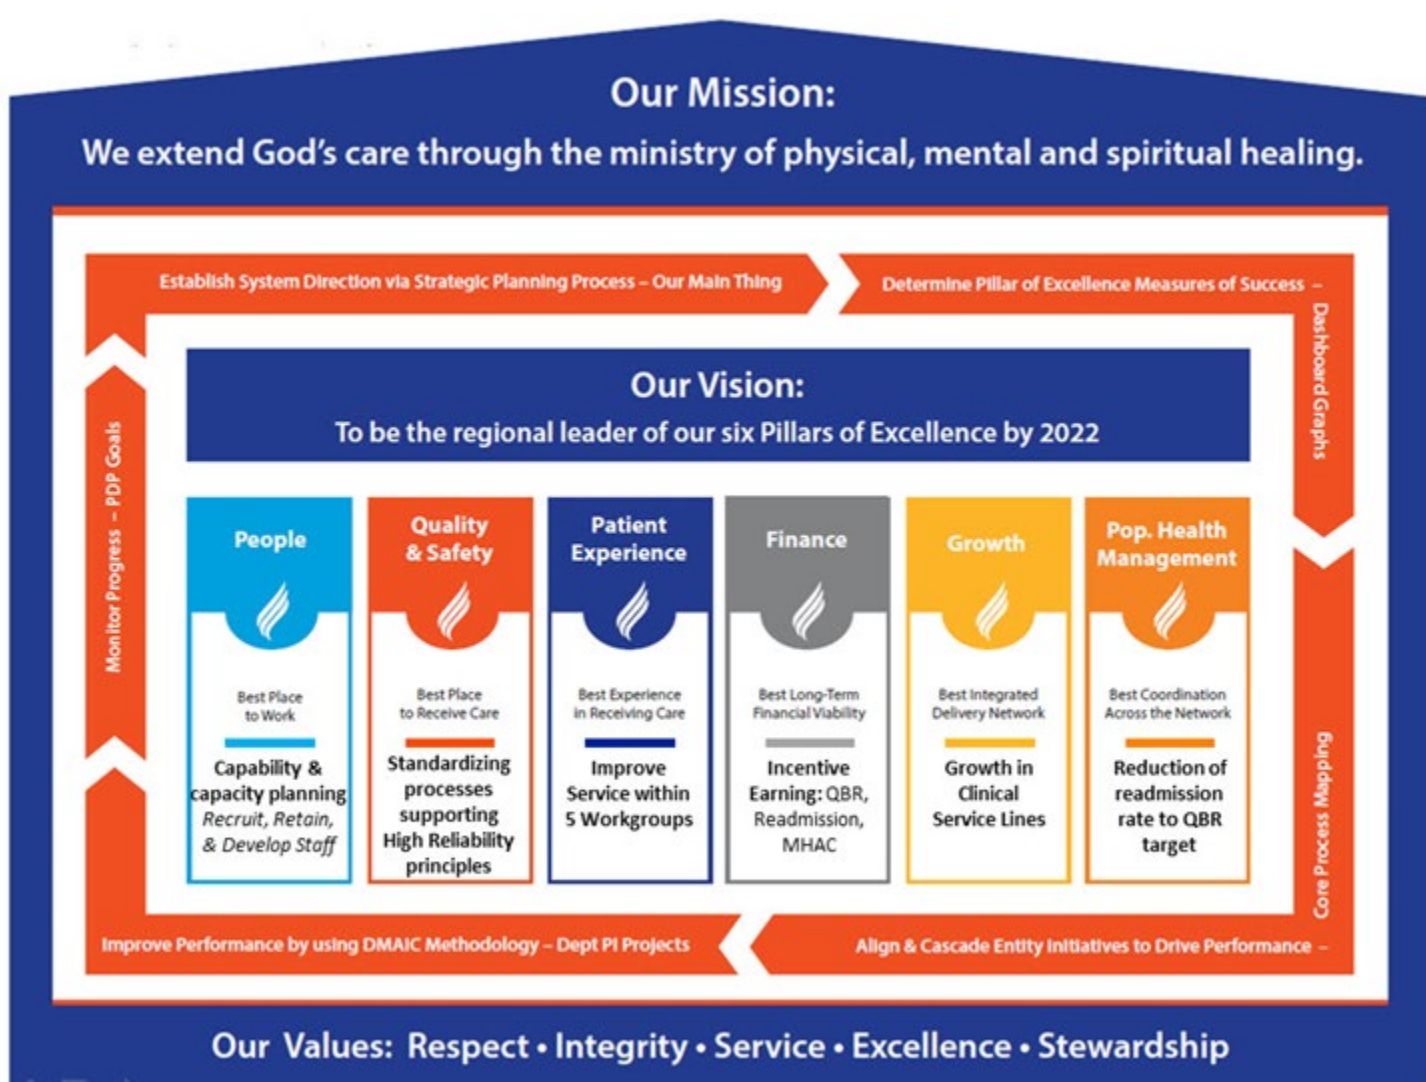 Our Mission:
We extend God's care through the ministry of physical, mental and spiritual healing.
Establish System Direction via Strategic Planning Process – Our Main Thing
Determine Pillar of Excellence Measures of Success –
Dashboard Graphs
Core Process Mapping
Align & Cascade Entity Initiatives to Drive Performance –
Improve Performance by using DMAIC Methodology – Dept PI Projects
Monitor Progress – PDP Goals
Our Vision:
To be the regional leader of our six Pillars of Excellence by 2022
People
Best Place
to Work
Capability &
capacity planning
Recruit, Retain,
& Develop Staff
Quality
& Safety
Best Place
to Receive Care
Standardizing
processes
supporting
High Reliability
principles
Patient
Experience
Best Experience
in Receiving Care
Improve
Service within
5 Workgroups
Finance
Best Long-Term
Financial Viability
Incentive
Earning: QBR,
Readmission,
MHAC
Growth
Best Integrated
Delivery Network
Growth in
Clinical
Service Lines
Pop. Health
Management
Best Coordination
Across the Network
Reduction of
readmission
rate to QBR
target
Our Values: Respect • Integrity • Service • Excellence • Stewardship